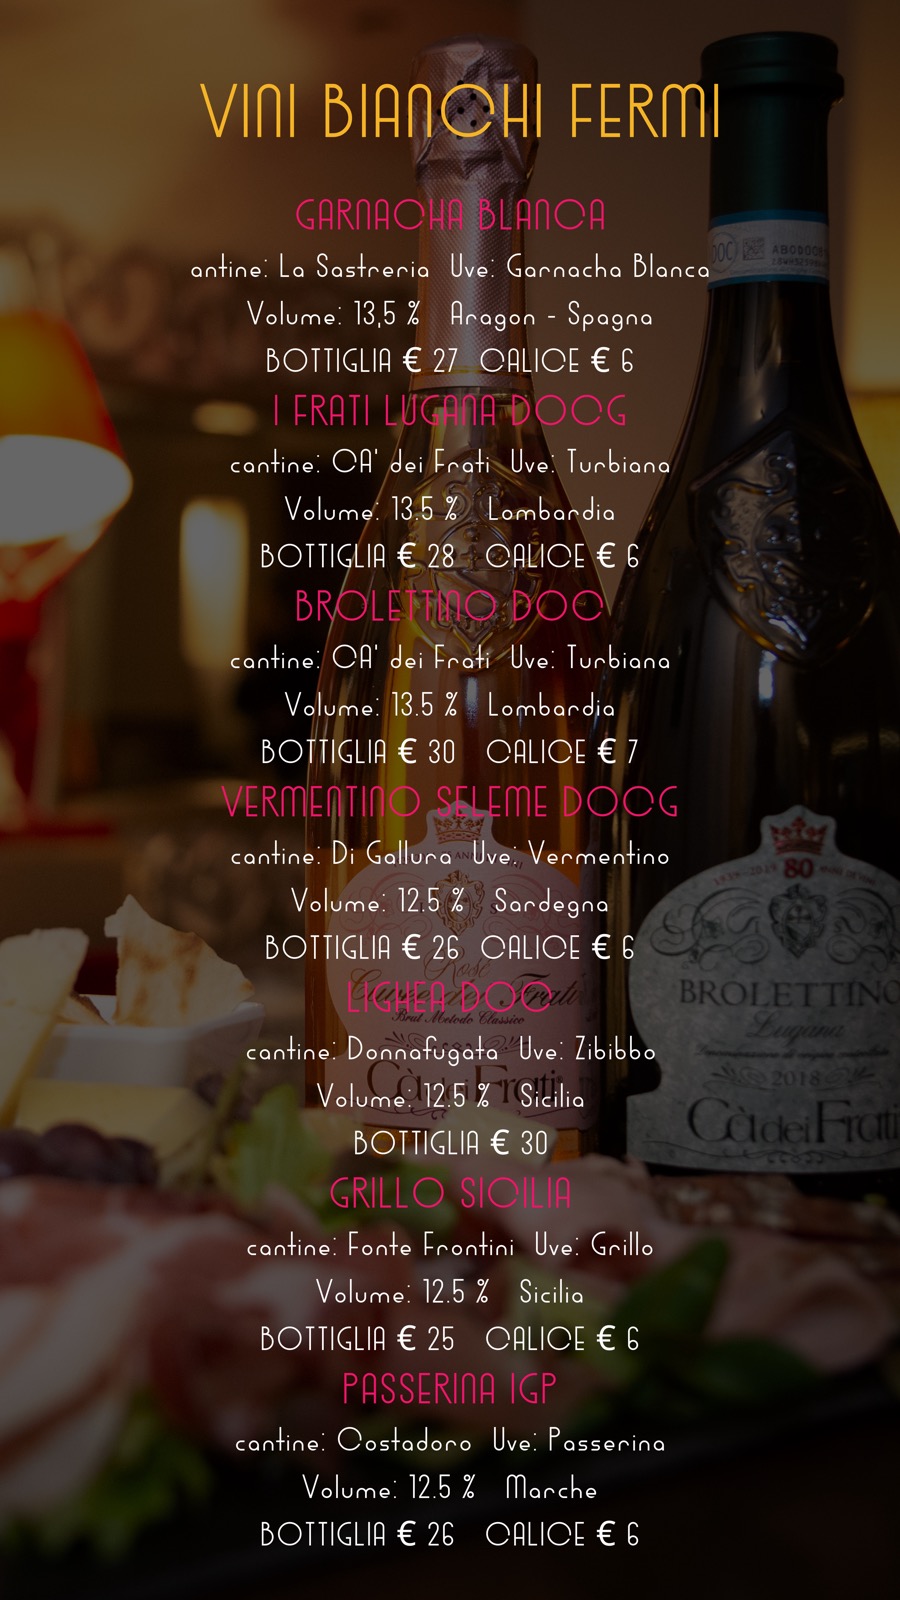 VINI BIANCHI FERMI
GARNACHA BLANCA
antine: La Sastreria Uve: Garnacha Blanca
Volume: 13,5 % Aragon - Spagna
BOTTIGLIA € 27 CALICE € 6
I FRATI LUGANA DOCG
cantine: CA' dei Frati Uve: Turbiana
Volume: 13.5 % Lombardia
BOTTIGLIA € 28 CALICE € 6
BROLETTINO DOC
cantine: CA' dei Frati Uve: Turbiana
Volume: 13.5 % Lombardia
BOTTIGLIA € 30 CALICE € 7
VERMENTINO SELEME DOCG
cantine: Di Gallura Uve: Vermentino
Volume: 12.5 % Sardegna
BOTTIGLIA € 26 CALICE € 6
LIGHEA DOC
cantine: Donnafugata Uve: Zibibbo
Volume: 12.5 % Sicilia
BOTTIGLIA € 30
GRILLO SICILIA
cantine: Fonte Frontini Uve: Grillo
Volume: 12.5 % Sicilia
BOTTIGLIA € 25 CALICE € 6
PASSERINA IGP
cantine: Costadoro Uve: Passerina
Volume: 12.5 % Marche
BOTTIGLIA € 26 CALICE € 6
DOC
80
Rosé
Cuvée dei Frati
Brut Metodo Classico
Cà dei Frati
BROLETTINO
Lugana
2018
Cà dei Frati